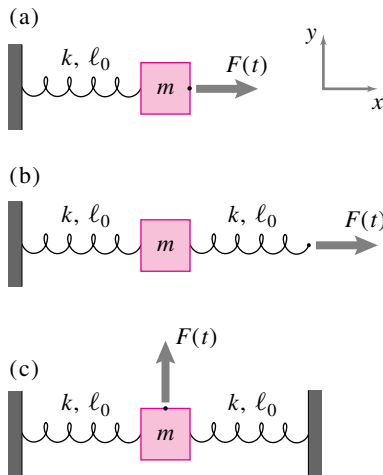 (a)
k, ℓ₀
m
F(t)
y
x
(b)
k, ℓ₀
m
k, ℓ₀
F(t)
(c)
F(t)
k, ℓ₀
m
k, ℓ₀